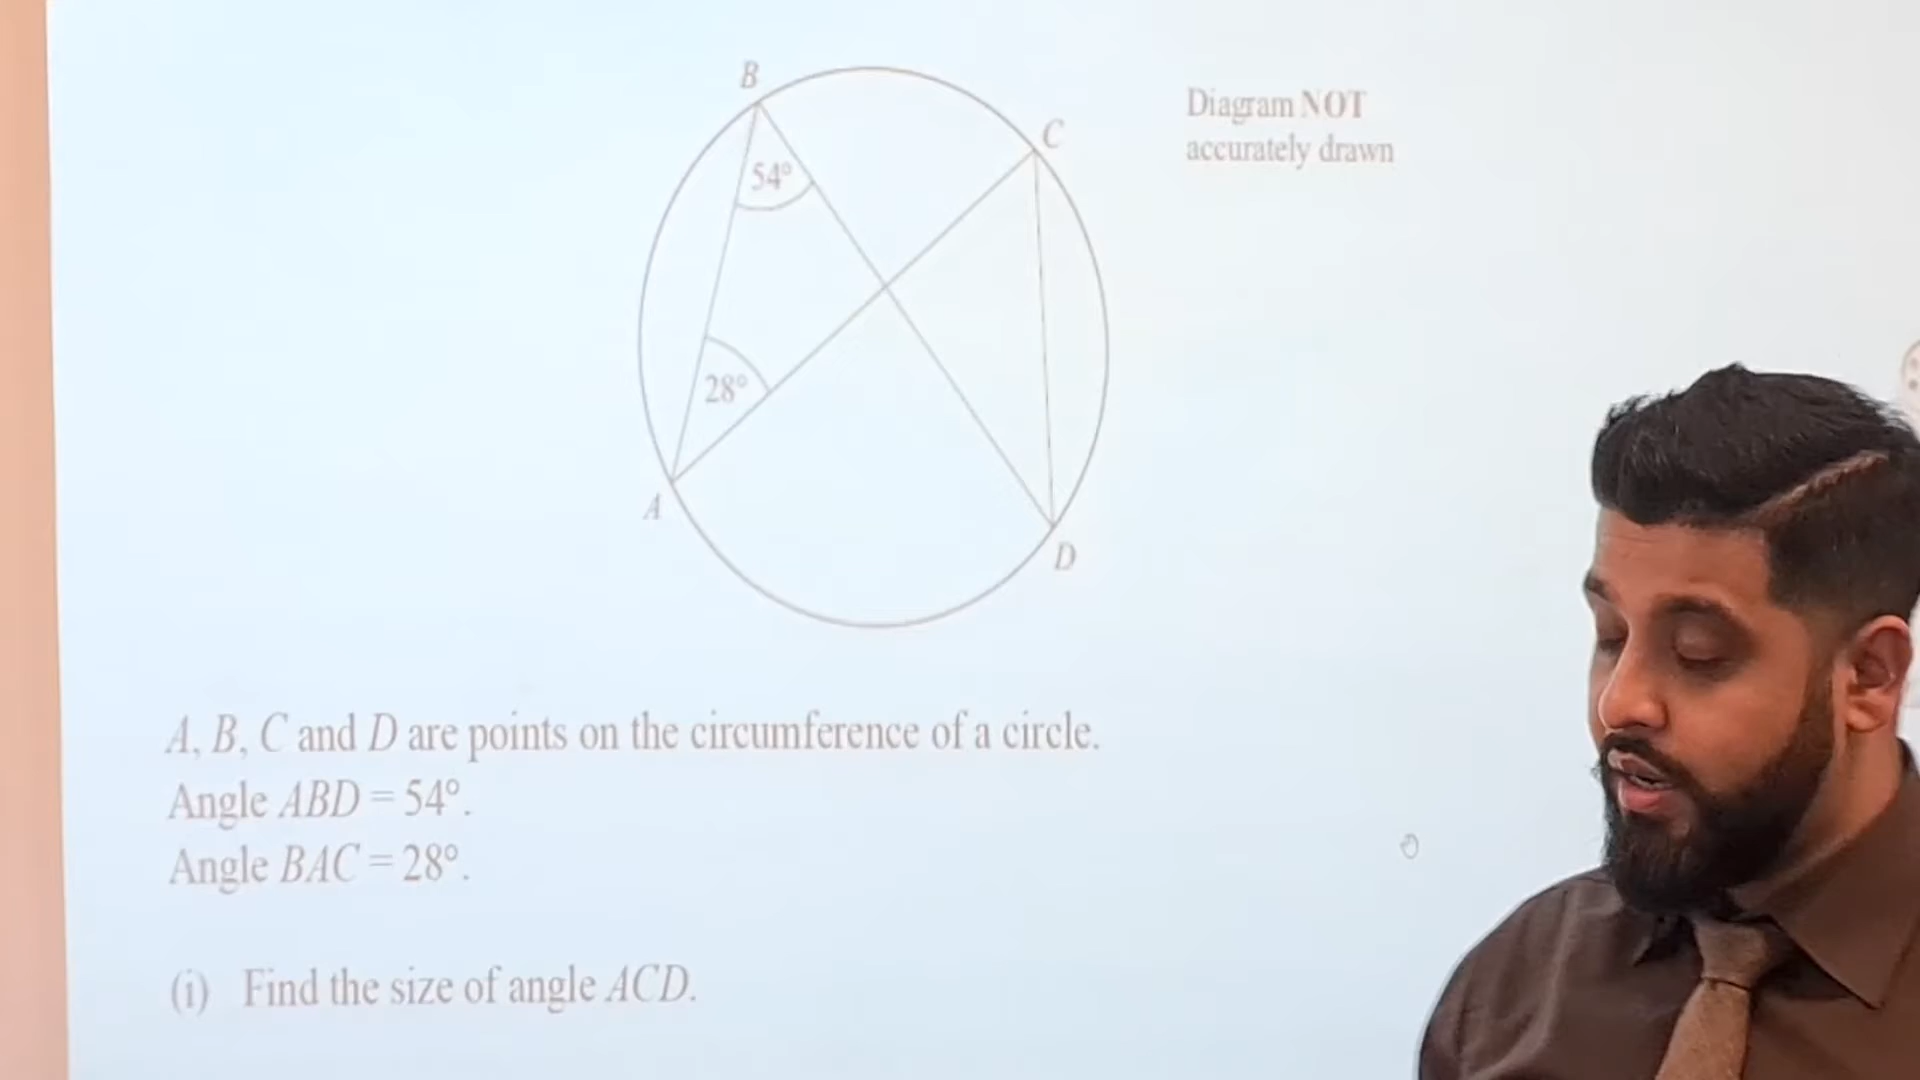 B
C
Diagram NOT
accurately drawn
54°
28°
A
D
A, B, C and D are points on the circumference of a circle.
Angle ABD = 54°.
Angle BAC = 28°.
(i) Find the size of angle ACD.